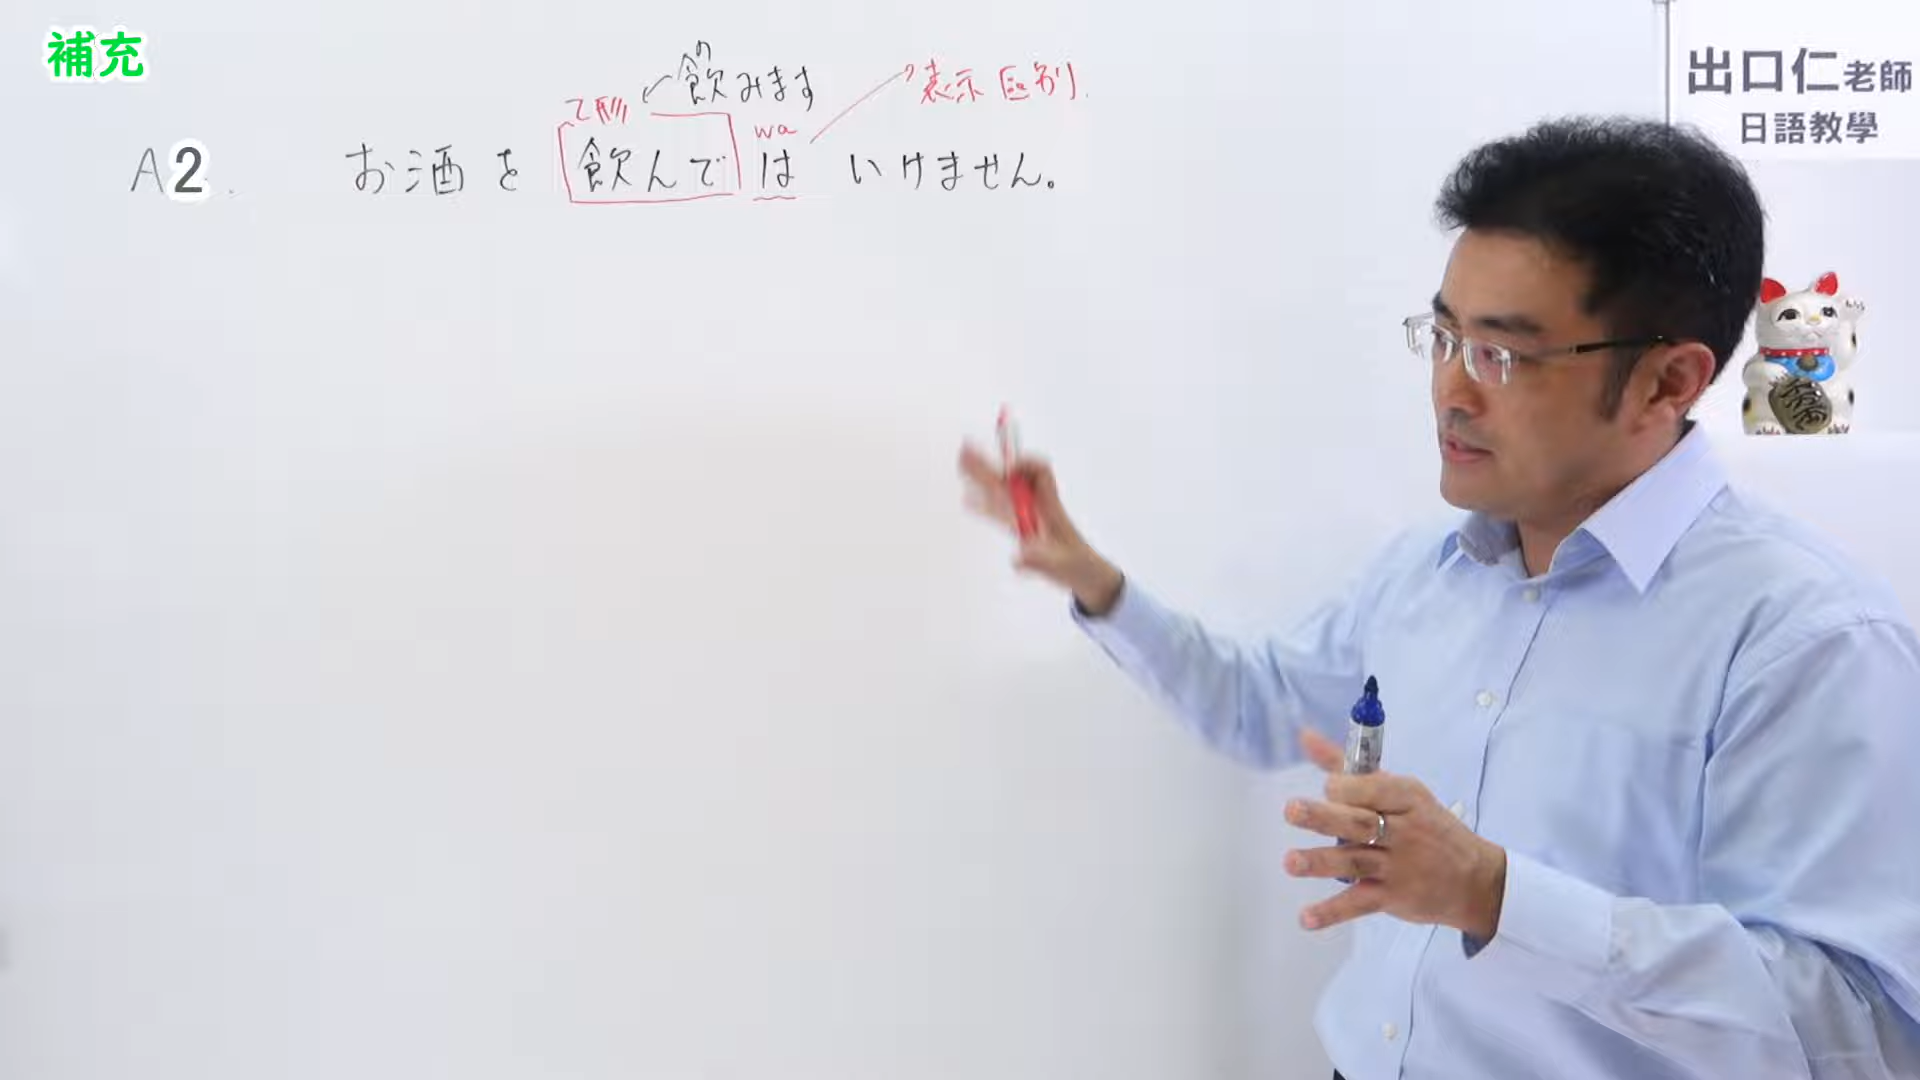 補充
の
飲みます
て形
wa
表示区別.
A2. お酒を飲んではいけません。
出口仁老師
日語教學